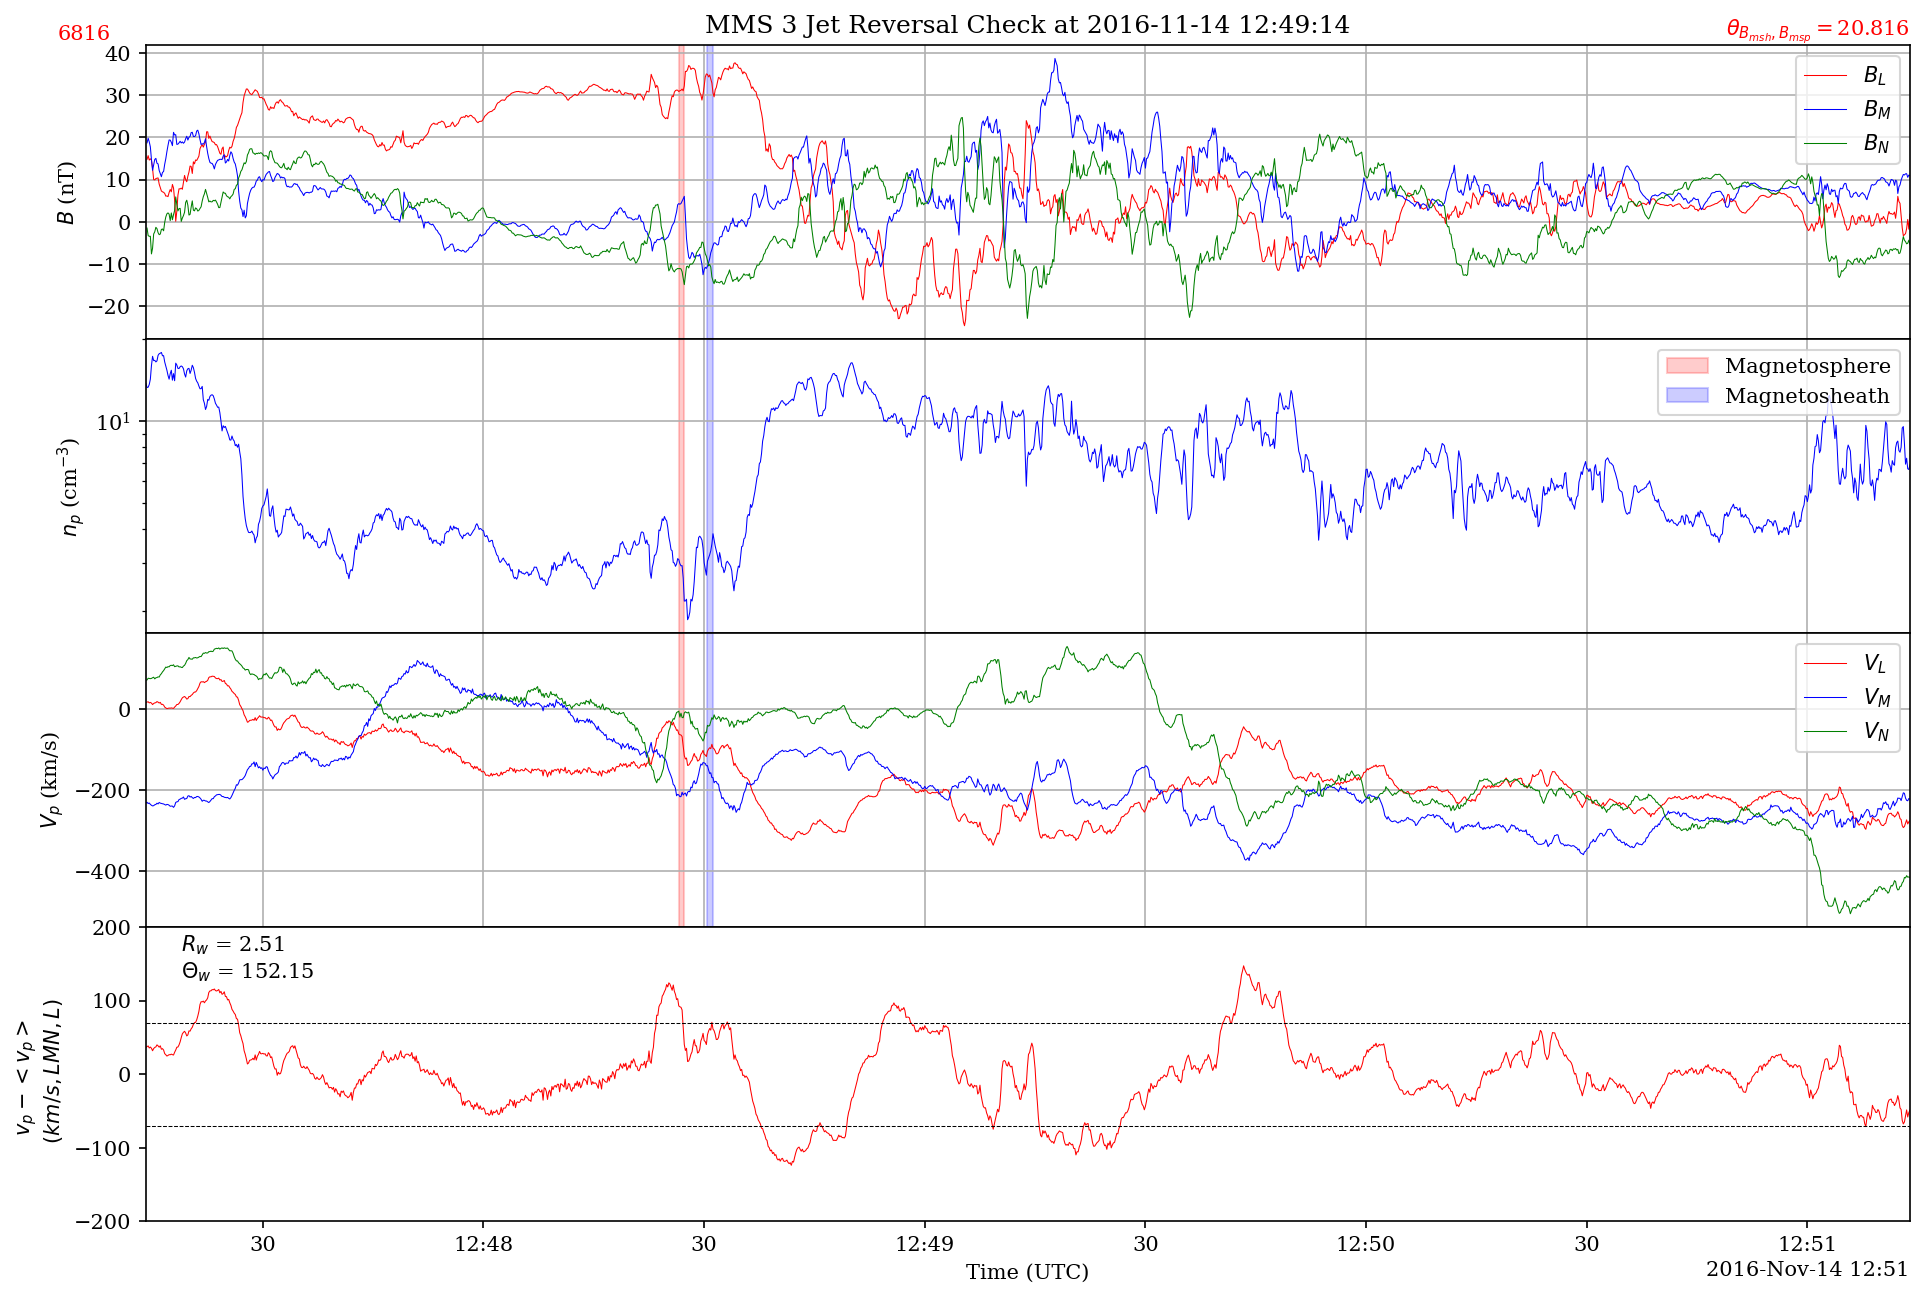 MMS 3 Jet Reversal Check at 2016-11-14 12:49:14
6816
θ_{B_{msh}, B_{msp}} = 20.816
40
30
20
10
0
−10
−20
B (nT)
B_L
B_M
B_N
10^1
n_p (cm^{−3})
Magnetosphere
Magnetosheath
0
−200
−400
V_p (km/s)
V_L
V_M
V_N
200
100
0
−100
−200
v_p − < v_p >
(km/s, LMN, L)
R_w = 2.51
Θ_w = 152.15
30 12:48 30 12:49 30 12:50 30 12:51
Time (UTC)
2016-Nov-14 12:51